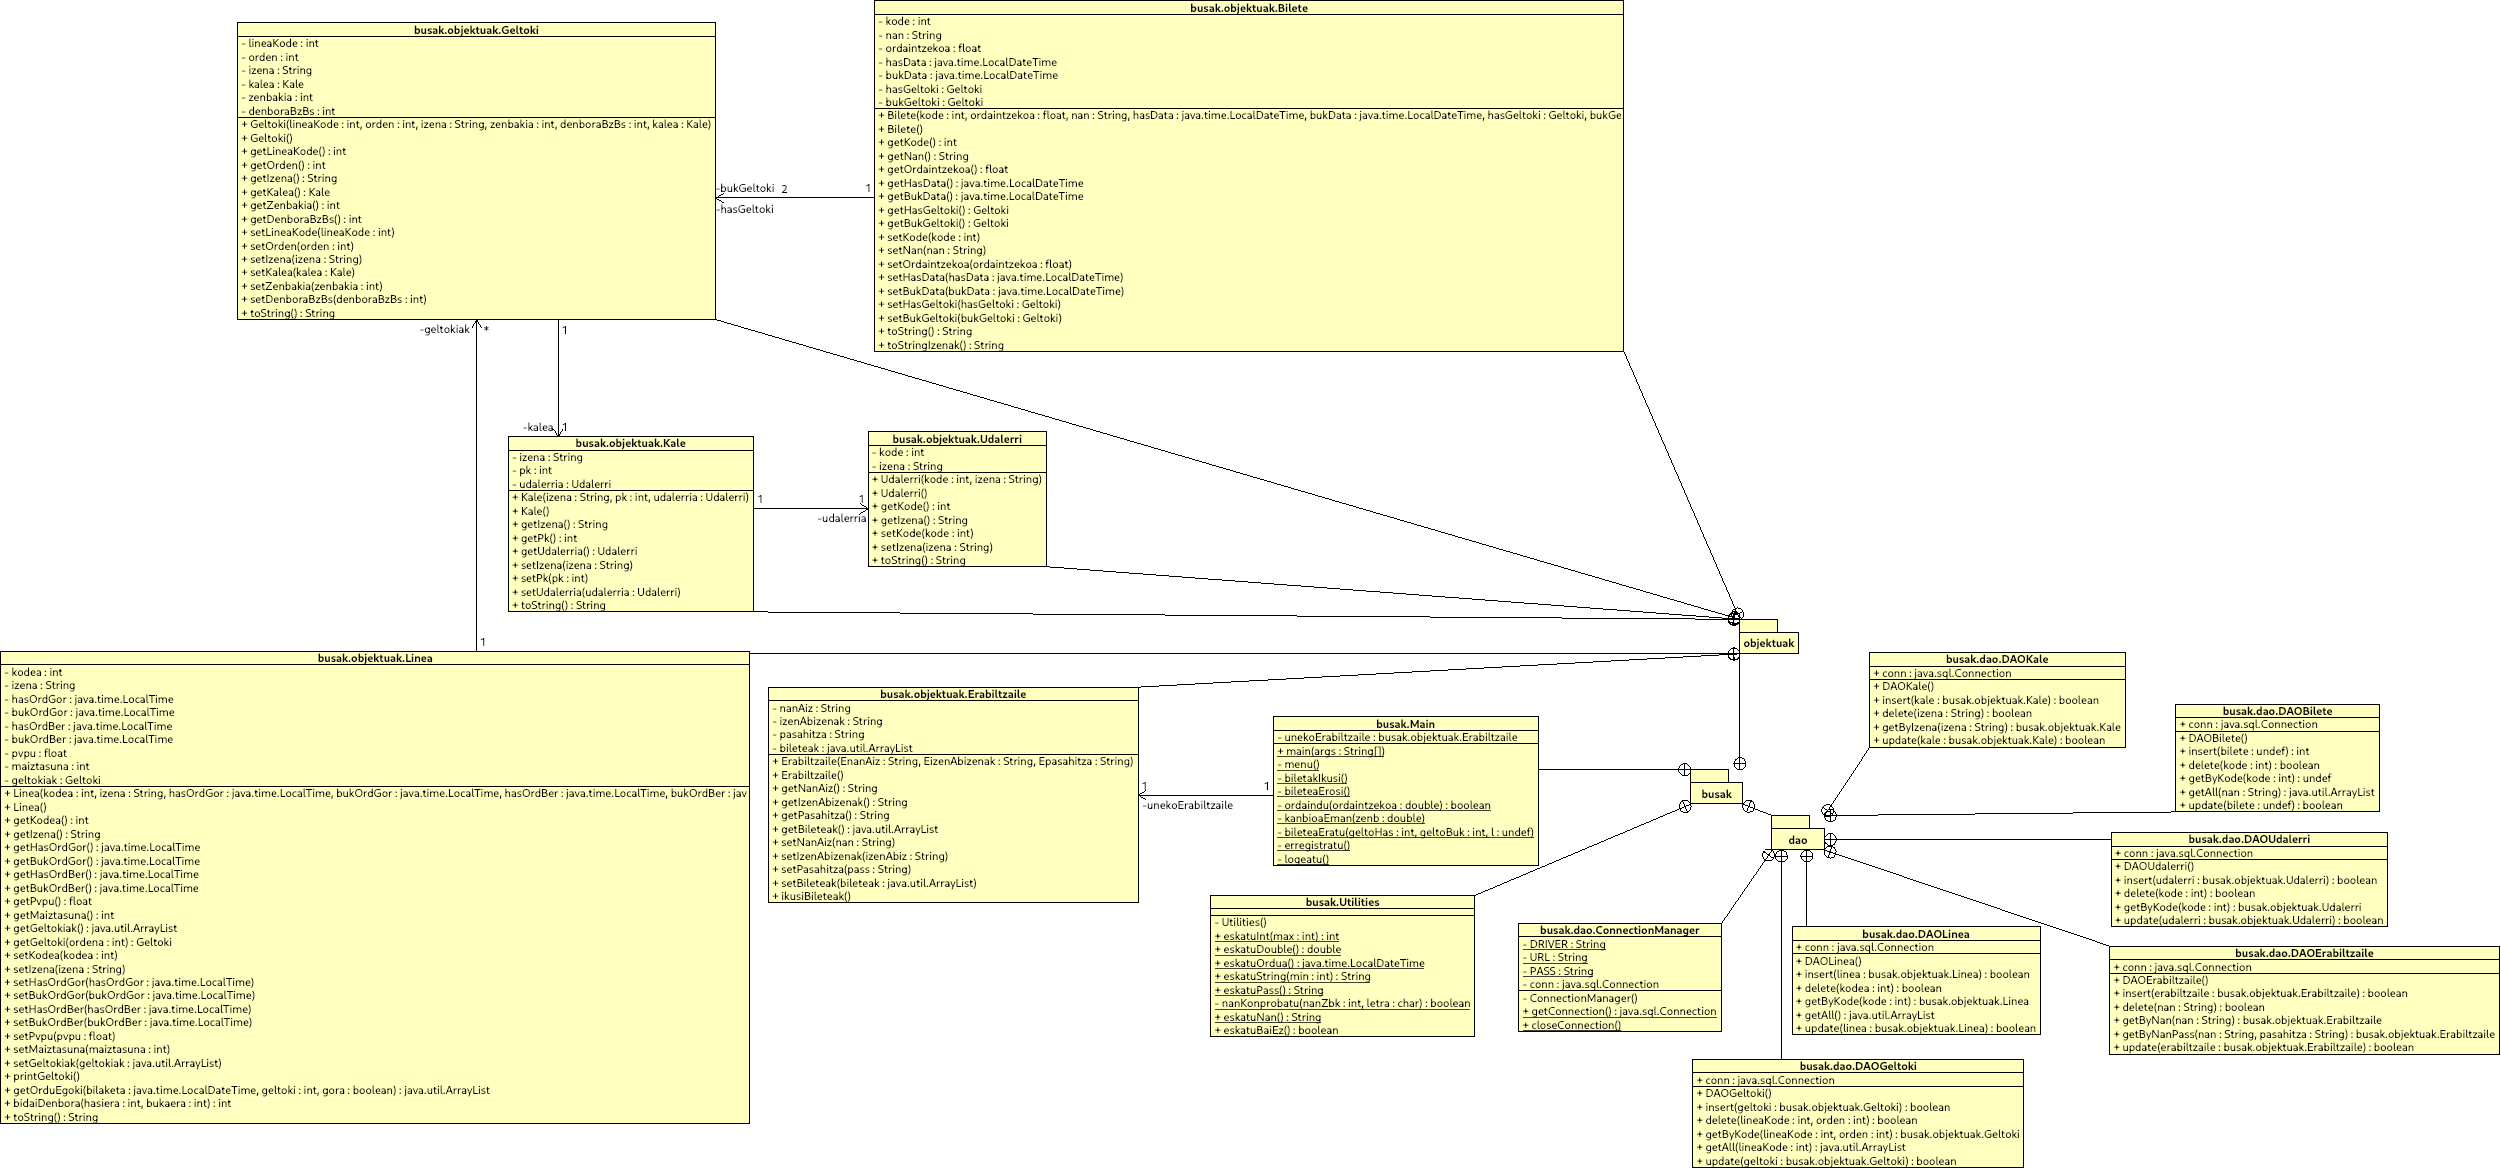 busak.objektuak.Geltoki
- lineaKode : int
- orden : int
- izena : String
- kalea : Kale
- zenbakia : int
- denboraBzBs : int
+ Geltoki(lineaKode : int, orden : int, izena : String, zenbakia : int, denboraBzBs : int, kalea : Kale)
+ Geltoki()
+ getLineaKode() : int
+ getOrden() : int
+ getIzena() : String
+ getKalea() : Kale
+ getZenbakia() : int
+ getDenboraBzBs() : int
+ setLineaKode(lineaKode : int)
+ setOrden(orden : int)
+ setIzena(izena : String)
+ setKalea(kalea : Kale)
+ setZenbakia(zenbakia : int)
+ setDenboraBzBs(denboraBzBs : int)
+ toString() : String
busak.objektuak.Bilete
- kode : int
- nan : String
- ordaintzekoa : float
- hasData : java.time.LocalDateTime
- bukData : java.time.LocalDateTime
- hasGeltoki : Geltoki
- bukGeltoki : Geltoki
+ Bilete(kode : int, ordaintzekoa : float, nan : String, hasData : java.time.LocalDateTime, bukData : java.time.LocalDateTime, hasGeltoki : Geltoki, bukGe
+ Bilete()
+ getKode() : int
+ getNan() : String
+ getOrdaintzekoa() : float
+ getHasData() : java.time.LocalDateTime
+ getBukData() : java.time.LocalDateTime
+ getHasGeltoki() : Geltoki
+ getBukGeltoki() : Geltoki
+ setKode(kode : int)
+ setNan(nan : String)
+ setOrdaintzekoa(ordaintzekoa : float)
+ setHasData(hasData : java.time.LocalDateTime)
+ setBukData(bukData : java.time.LocalDateTime)
+ setHasGeltoki(hasGeltoki : Geltoki)
+ setBukGeltoki(bukGeltoki : Geltoki)
+ toString() : String
+ toStringIzenak() : String
-bukGeltoki 2 1
-hasGeltoki
-geltokiak * 1
-kalea 1
busak.objektuak.Kale
- izena : String
- pk : int
- udalerria : Udalerri
+ Kale(izena : String, pk : int, udalerria : Udalerri)
+ Kale()
+ getIzena() : String
+ getPk() : int
+ getUdalerria() : Udalerri
+ setIzena(izena : String)
+ setPk(pk : int)
+ setUdalerria(udalerria : Udalerri)
+ toString() : String
1 1
-udalerria
busak.objektuak.Udalerri
- kode : int
- izena : String
+ Udalerri(kode : int, izena : String)
+ Udalerri()
+ getKode() : int
+ getIzena() : String
+ setKode(kode : int)
+ setIzena(izena : String)
+ toString() : String
1
objektuak
busak.objektuak.Linea
- kodea : int
- izena : String
- hasOrdGor : java.time.LocalTime
- bukOrdGor : java.time.LocalTime
- hasOrdBer : java.time.LocalTime
- bukOrdBer : java.time.LocalTime
- pvpu : float
- maiztasuna : int
- geltokiak : Geltoki
+ Linea(kodea : int, izena : String, hasOrdGor : java.time.LocalTime, bukOrdGor : java.time.LocalTime, hasOrdBer : java.time.LocalTime, bukOrdBer : jav
+ Linea()
+ getKodea() : int
+ getIzena() : String
+ getHasOrdGor() : java.time.LocalTime
+ getBukOrdGor() : java.time.LocalTime
+ getHasOrdBer() : java.time.LocalTime
+ getBukOrdBer() : java.time.LocalTime
+ getPvpu() : float
+ getMaiztasuna() : int
+ getGeltokiak() : java.util.ArrayList
+ getGeltoki(ordena : int) : Geltoki
+ setKodea(kodea : int)
+ setIzena(izena : String)
+ setHasOrdGor(hasOrdGor : java.time.LocalTime)
+ setBukOrdGor(bukOrdGor : java.time.LocalTime)
+ setHasOrdBer(hasOrdBer : java.time.LocalTime)
+ setBukOrdBer(bukOrdBer : java.time.LocalTime)
+ setPvpu(pvpu : float)
+ setMaiztasuna(maiztasuna : int)
+ setGeltokiak(geltokiak : java.util.ArrayList)
+ printGeltoki()
+ getOrduEgoki(bilaketa : java.time.LocalDateTime, geltoki : int, gora : boolean) : java.util.ArrayList
+ bidaiDenbora(hasiera : int, bukaera : int) : int
+ toString() : String
busak.objektuak.Erabiltzaile
- nanAiz : String
- izenAbizenak : String
- pasahitza : String
- bileteak : java.util.ArrayList
+ Erabiltzaile(EnanAiz : String, EizenAbizenak : String, Epasahitza : String)
+ Erabiltzaile()
+ getNanAiz() : String
+ getIzenAbizenak() : String
+ getPasahitza() : String
+ getBileteak() : java.util.ArrayList
+ setNanAiz(nan : String)
+ setIzenAbizenak(izenAbiz : String)
+ setPasahitza(pass : String)
+ setBileteak(bileteak : java.util.ArrayList)
+ ikusiBileteak()
1 1
-unekoErabiltzaile
busak.Main
- unekoErabiltzaile : busak.objektuak.Erabiltzaile
+ main(args : String[])
- menu()
- biletakIkusi()
- bileteaErosi()
- ordaindu(ordaintzekoa : double) : boolean
- kanbioaEman(zenb : double)
- bileteaEratu(geltoHas : int, geltoBuk : int, l : undef)
- erregistratu()
- logeatu()
busak
dao
busak.Utilities
- Utilities()
+ eskatuInt(max : int) : int
+ eskatuDouble() : double
+ eskatuOrdua() : java.time.LocalDateTime
+ eskatuString(min : int) : String
+ eskatuPass() : String
- nanKonprobatu(nanZbk : int, letra : char) : boolean
+ eskatuNan() : String
+ eskatuBaiEz() : boolean
busak.dao.ConnectionManager
- DRIVER : String
- URL : String
- PASS : String
- conn : java.sql.Connection
- ConnectionManager()
+ getConnection() : java.sql.Connection
+ closeConnection()
busak.dao.DAOKale
+ conn : java.sql.Connection
+ DAOKale()
+ insert(kale : busak.objektuak.Kale) : boolean
+ delete(izena : String) : boolean
+ getByIzena(izena : String) : busak.objektuak.Kale
+ update(kale : busak.objektuak.Kale) : boolean
busak.dao.DAOBilete
+ conn : java.sql.Connection
+ DAOBilete()
+ insert(bilete : undef) : int
+ delete(kode : int) : boolean
+ getByKode(kode : int) : undef
+ getAll(nan : String) : java.util.ArrayList
+ update(bilete : undef) : boolean
busak.dao.DAOUdalerri
+ conn : java.sql.Connection
+ DAOUdalerri()
+ insert(udalerri : busak.objektuak.Udalerri) : boolean
+ delete(kode : int) : boolean
+ getByKode(kode : int) : busak.objektuak.Udalerri
+ update(udalerri : busak.objektuak.Udalerri) : boolean
busak.dao.DAOLinea
+ conn : java.sql.Connection
+ DAOLinea()
+ insert(linea : busak.objektuak.Linea) : boolean
+ delete(kodea : int) : boolean
+ getByKode(kode : int) : busak.objektuak.Linea
+ getAll() : java.util.ArrayList
+ update(linea : busak.objektuak.Linea) : boolean
busak.dao.DAOErabiltzaile
+ conn : java.sql.Connection
+ DAOErabiltzaile()
+ insert(erabiltzaile : busak.objektuak.Erabiltzaile) : boolean
+ delete(nan : String) : boolean
+ getByNan(nan : String) : busak.objektuak.Erabiltzaile
+ getByNanPass(nan : String, pasahitza : String) : busak.objektuak.Erabiltzaile
+ update(erabiltzaile : busak.objektuak.Erabiltzaile) : boolean
busak.dao.DAOGeltoki
+ conn : java.sql.Connection
+ DAOGeltoki()
+ insert(geltoki : busak.objektuak.Geltoki) : boolean
+ delete(lineaKode : int, orden : int) : boolean
+ getByKode(lineaKode : int, orden : int) : busak.objektuak.Geltoki
+ getAll(lineaKode : int) : java.util.ArrayList
+ update(geltoki : busak.objektuak.Geltoki) : boolean